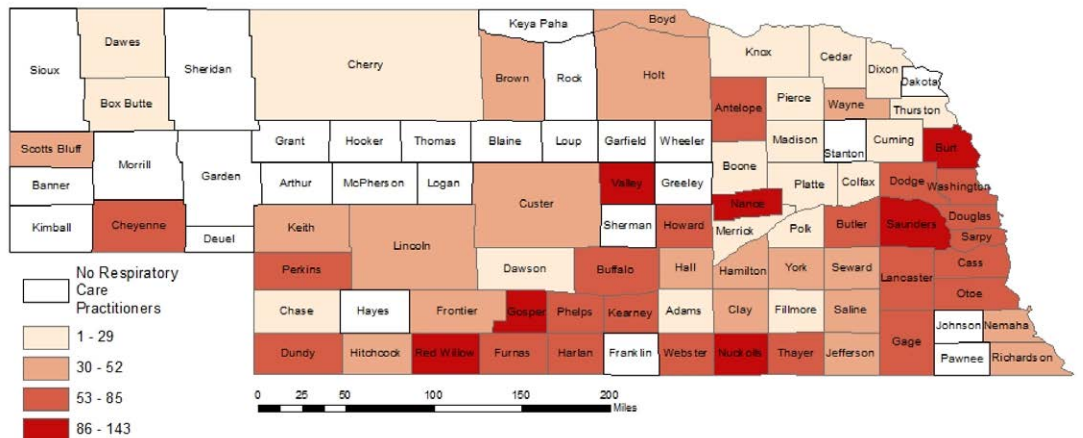 Keya Paha
Boyd
Dawes
Knox
Cedar
Sioux
Sheridan
Cherry
Brown
Rock
Holt
Dixon
Dakota
Box Butte
Antelope
Pierce
Wayne
Thurston
Scotts Bluff
Morrill
Grant
Hooker
Thomas
Blaine
Loup
Garfield
Wheeler
Madison
Stanton
Cuming
Burt
Banner
Garden
Arthur
McPherson
Logan
Custer
Valley
Greeley
Boone
Platte
Colfax
Dodge
Washington
Kimball
Cheyenne
Deuel
Keith
Lincoln
Sherman
Howard
Nance
Merrick
Polk
Butler
Saunders
Douglas
Sarpy
Perkins
Dawson
Buffalo
Hall
Hamilton
York
Seward
Lancaster
Cass
Otoe
Chase
Hayes
Frontier
Gosper
Phelps
Kearney
Adams
Clay
Fillmore
Saline
Johnson
Nemaha
Dundy
Hitchcock
Red Willow
Furnas
Harlan
Franklin
Webster
Nuckolls
Thayer
Jefferson
Gage
Pawnee
Richardson
No Respiratory
Care
Practitioners
1 - 29
30 - 52
53 - 85
86 - 143
0 25 50 100 150 200
Miles